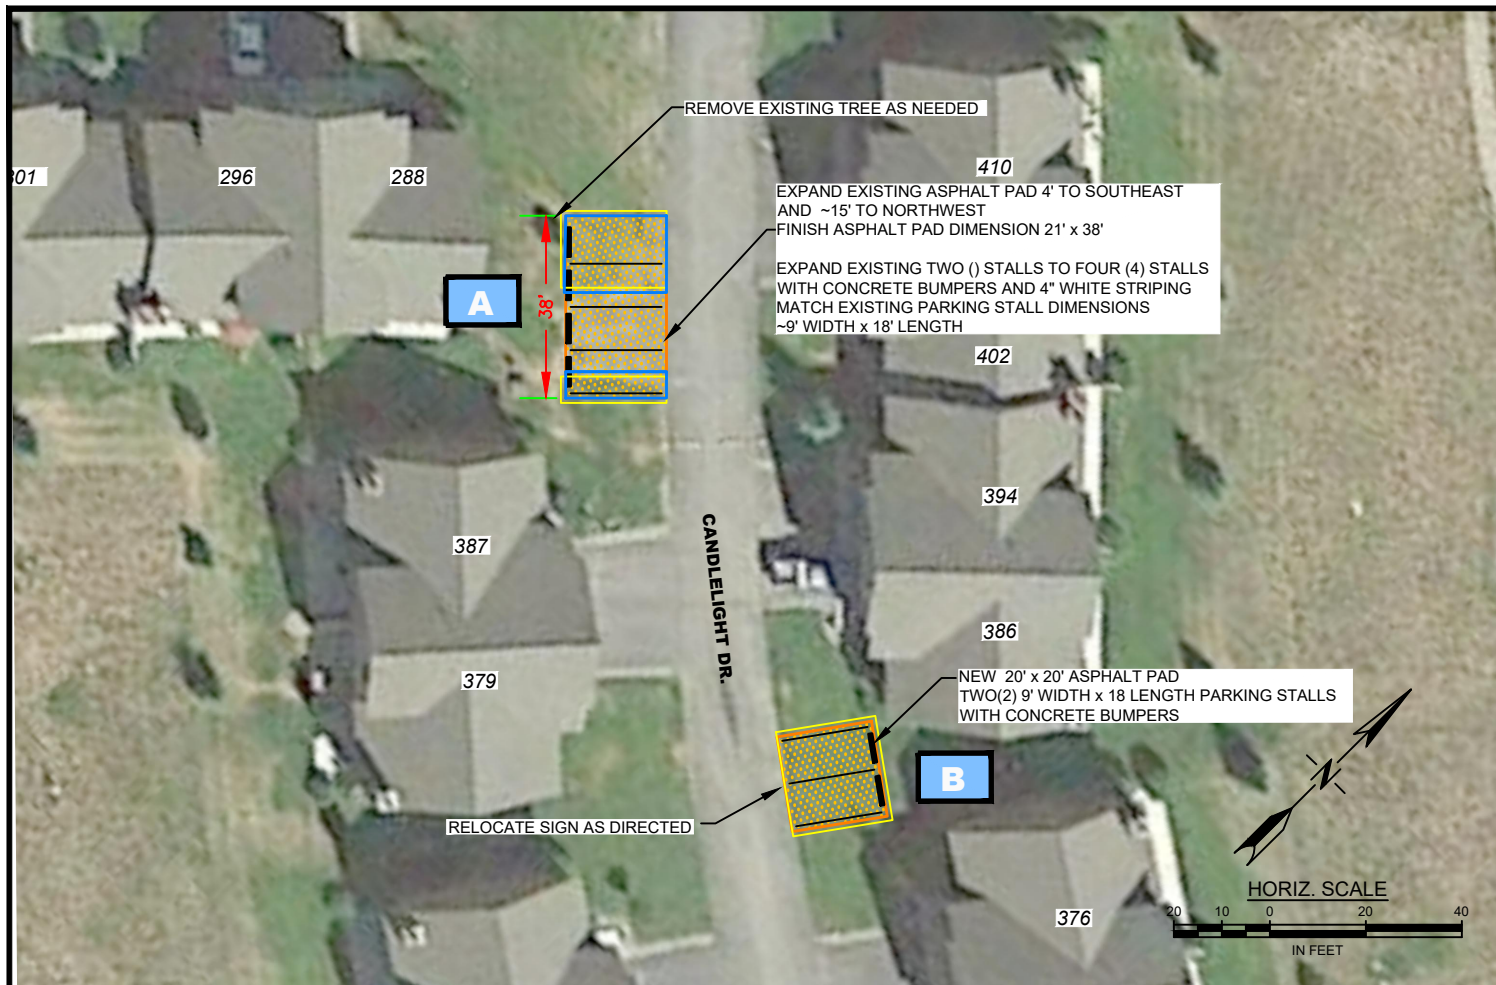 REMOVE EXISTING TREE AS NEEDED
410
301
296
288
EXPAND EXISTING ASPHALT PAD 4' TO SOUTHEAST
AND ~15' TO NORTHWEST
FINISH ASPHALT PAD DIMENSION 21' x 38'
EXPAND EXISTING TWO () STALLS TO FOUR (4) STALLS
WITH CONCRETE BUMPERS AND 4" WHITE STRIPING
MATCH EXISTING PARKING STALL DIMENSIONS
~9' WIDTH x 18' LENGTH
A
38'
402
394
387
CANDLELIGHT DR.
386
379
NEW 20' x 20' ASPHALT PAD
TWO(2) 9' WIDTH x 18 LENGTH PARKING STALLS
WITH CONCRETE BUMPERS
B
N
RELOCATE SIGN AS DIRECTED
376
HORIZ. SCALE
20 10 0 20 40
IN FEET